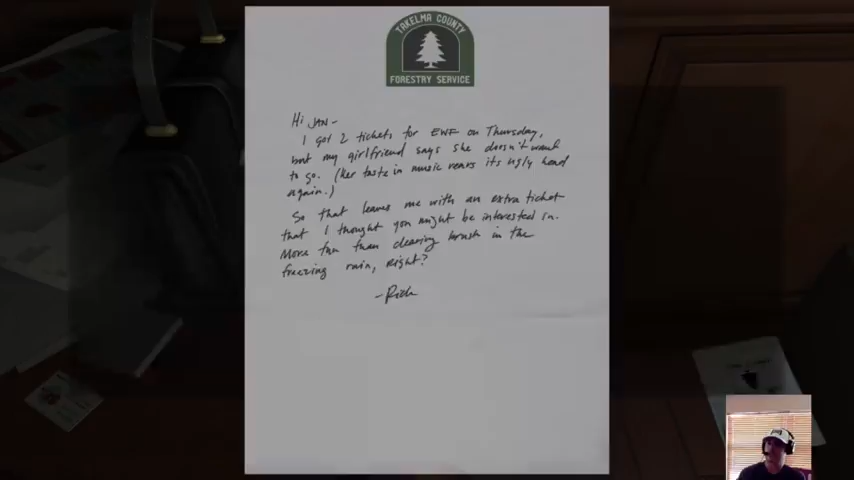 TAKELMA COUNTY
FORESTRY SERVICE
Hi JAN-
I got 2 tickets for EWF on Thursday,
but my girlfriend says she doesn't want
to go. (Her taste in music rears its ugly head
again.)
So that leaves me with an extra ticket
that I thought you might be interested in.
More fun than clearing brush in the
freezing rain, right?
-Rich